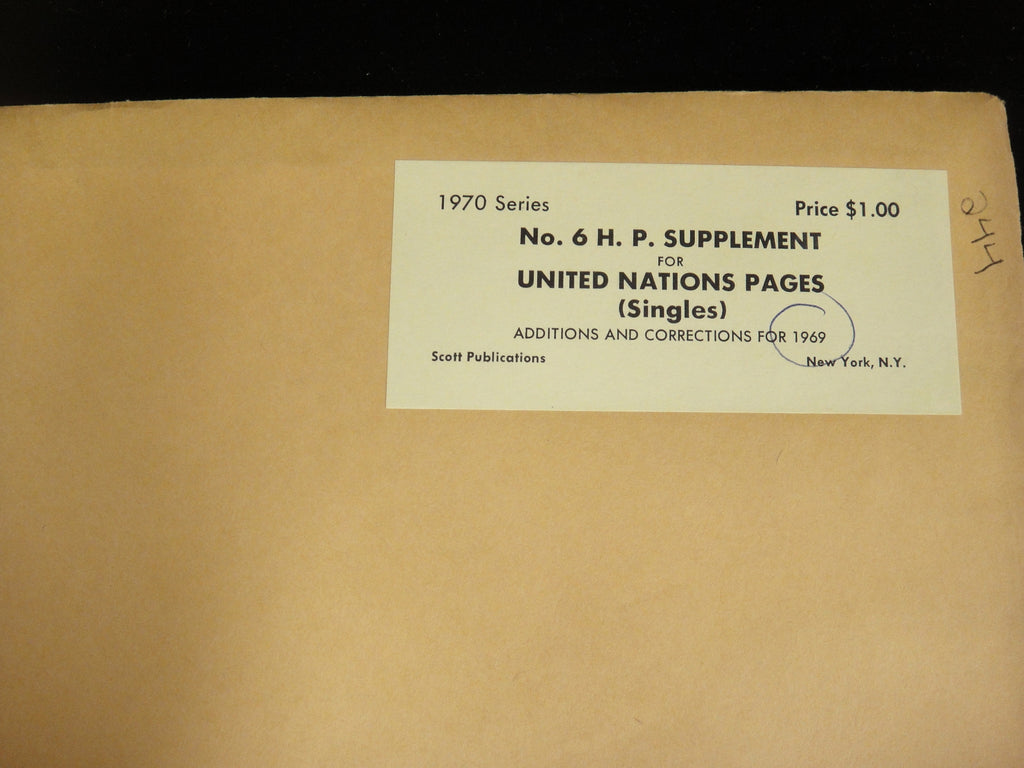 1970 Series Price $1.00
No. 6 H. P. SUPPLEMENT
FOR
UNITED NATIONS PAGES
(Singles)
ADDITIONS AND CORRECTIONS FOR 1969
Scott Publications New York, N.Y.